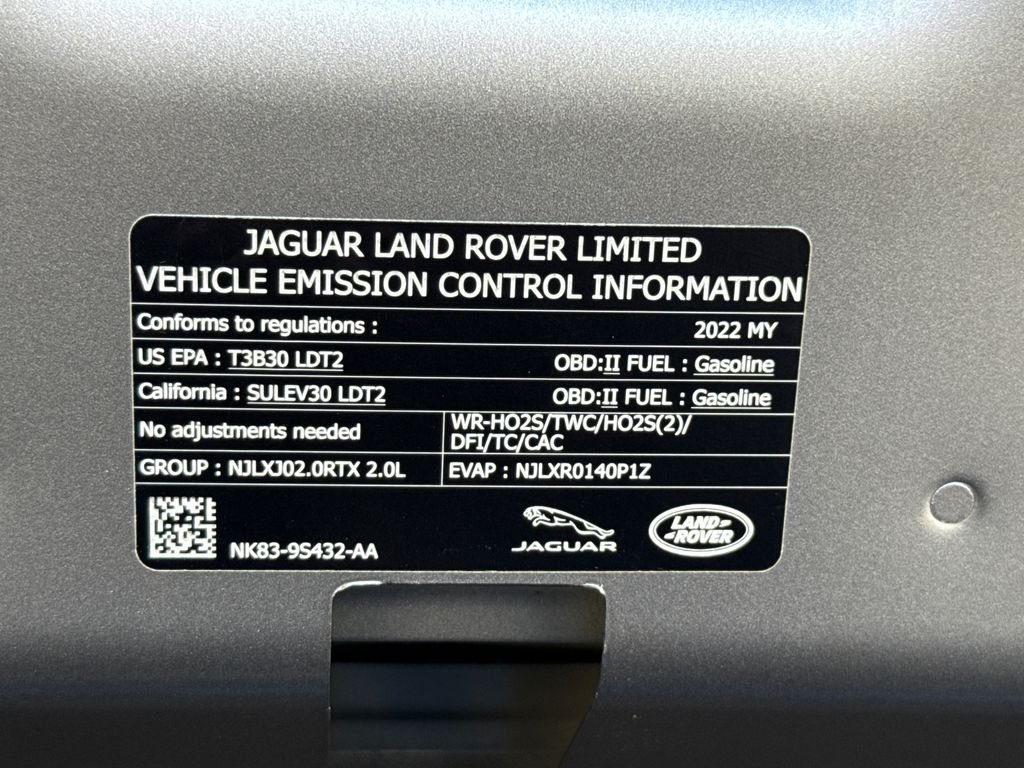 JAGUAR LAND ROVER LIMITED
VEHICLE EMISSION CONTROL INFORMATION
Conforms to regulations : 2022 MY
US EPA : T3B30 LDT2 OBD:II FUEL : Gasoline
California : SULEV30 LDT2 OBD:II FUEL : Gasoline
No adjustments needed
WR-HO2S/TWC/HO2S(2)/
DFI/TC/CAC
GROUP : NJLXJ02.0RTX 2.0L EVAP : NJLXR0140P1Z
NK83-9S432-AA
JAGUAR
LAND-
-ROVER